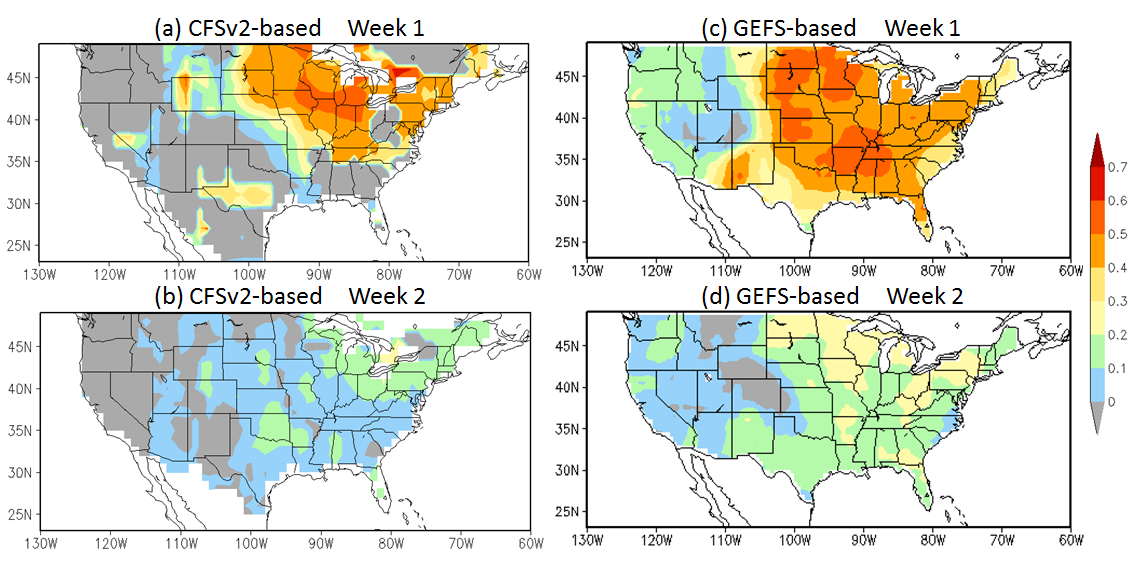 (a) CFSv2-based Week 1
45N
40N
35N
30N
25N
130W 120W 110W 100W 90W 80W 70W 60W
(c) GEFS-based Week 1
45N
40N
35N
30N
25N
130W 120W 110W 100W 90W 80W 70W 60W
(b) CFSv2-based Week 2
45N
40N
35N
30N
25N
130W 120W 110W 100W 90W 80W 70W 60W
(d) GEFS-based Week 2
45N
40N
35N
30N
25N
130W 120W 110W 100W 90W 80W 70W 60W
0.7
0.6
0.5
0.4
0.3
0.2
0.1
0